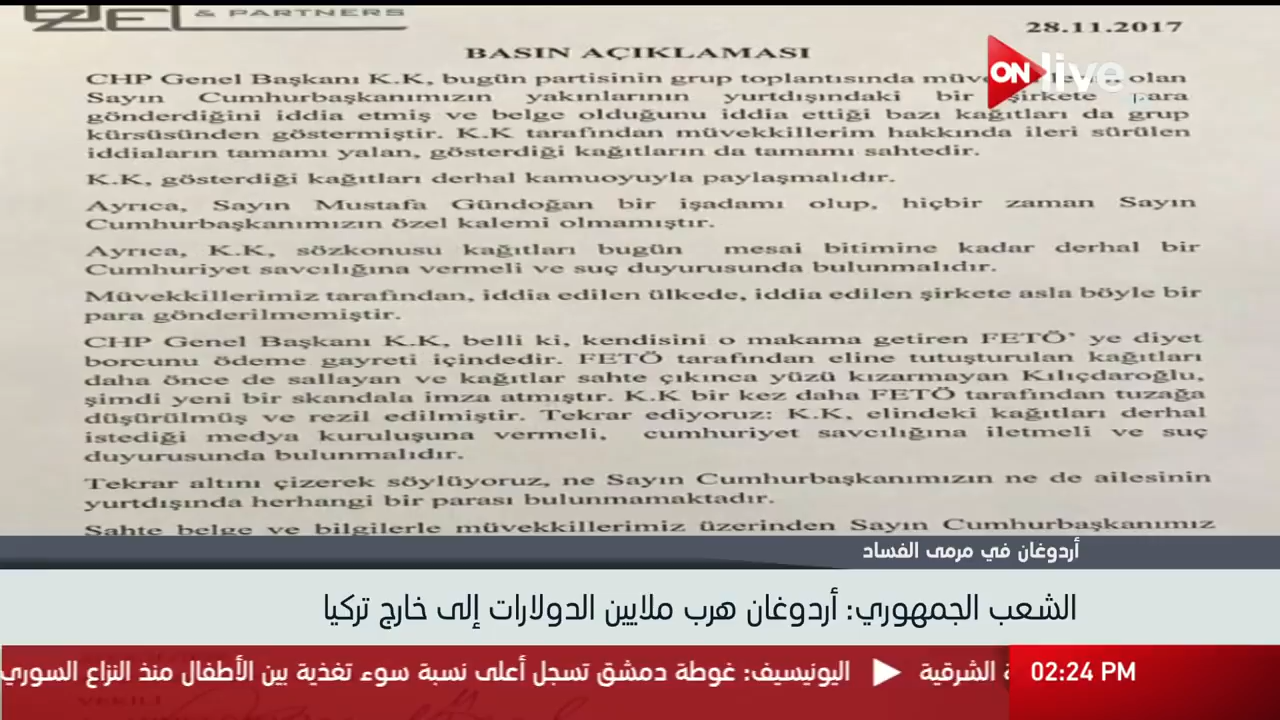 & PARTNERS
28.11.2017
BASIN AÇIKLAMASI
ON live
CHP Genel Başkanı K.K, bugün partisinin grup toplantısında olan
Sayın Cumhurbaşkanımızın yakınlarının yurtdışındaki bir şirkete para
gönderdiğini iddia etmiş ve belge olduğunu iddia ettiği bazı kağıtları da grup
kürsüsünden göstermiştir. K.K tarafından müvekkillerim hakkında ileri sürülen
iddiaların tamamı yalan, gösterdiği kağıtların da tamamı sahtedir.
K.K, gösterdiği kağıtları derhal kamuoyuyla paylaşmalıdır.
Ayrıca, Sayın Mustafa Gündoğan bir işadamı olup, hiçbir zaman Sayın
Cumhurbaşkanımızın özel kalemi olmamıştır.
Ayrıca, K.K, sözkonusu kağıtları bugün mesai bitimine kadar derhal bir
Cumhuriyet savcılığına vermeli ve suç duyurusunda bulunmalıdır.
Müvekkillerimiz tarafından, iddia edilen ülkede, iddia edilen şirkete asla böyle bir
para gönderilmemiştir.
CHP Genel Başkanı K.K, belli ki, kendisini o makama getiren FETÖ' ye diyet
borcunu ödeme gayreti içindedir. FETÖ tarafından eline tutuşturulan kağıtları
daha önce de sallayan ve kağıtlar sahte çıkınca yüzü kızarmayan Kılıçdaroğlu,
şimdi yeni bir skandala imza atmıştır. K.K bir kez daha FETÖ tarafından tuzağa
düşürülmüş ve rezil edilmiştir. Tekrar ediyoruz: K.K, elindeki kağıtları derhal
istediği medya kuruluşuna vermeli, cumhuriyet savcılığına iletmeli ve suç
duyurusunda bulunmalıdır.
Tekrar altını çizerek söylüyoruz, ne Sayın Cumhurbaşkanımızın ne de ailesinin
yurtdışında herhangi bir parası bulunmamaktadır.
Sahte belge ve bilgilerle müvekkillerimiz üzerinden Sayın Cumhurbaşkanımız
أردوغان في مرمى الفساد
الشعب الجمهوري: أردوغان هرب ملايين الدولارات إلى خارج تركيا
ة الشرقية ◀ اليونيسيف: غوطة دمشق تسجل أعلى نسبة سوء تغذية بين الأطفال منذ النزاع السوري
02:24 PM